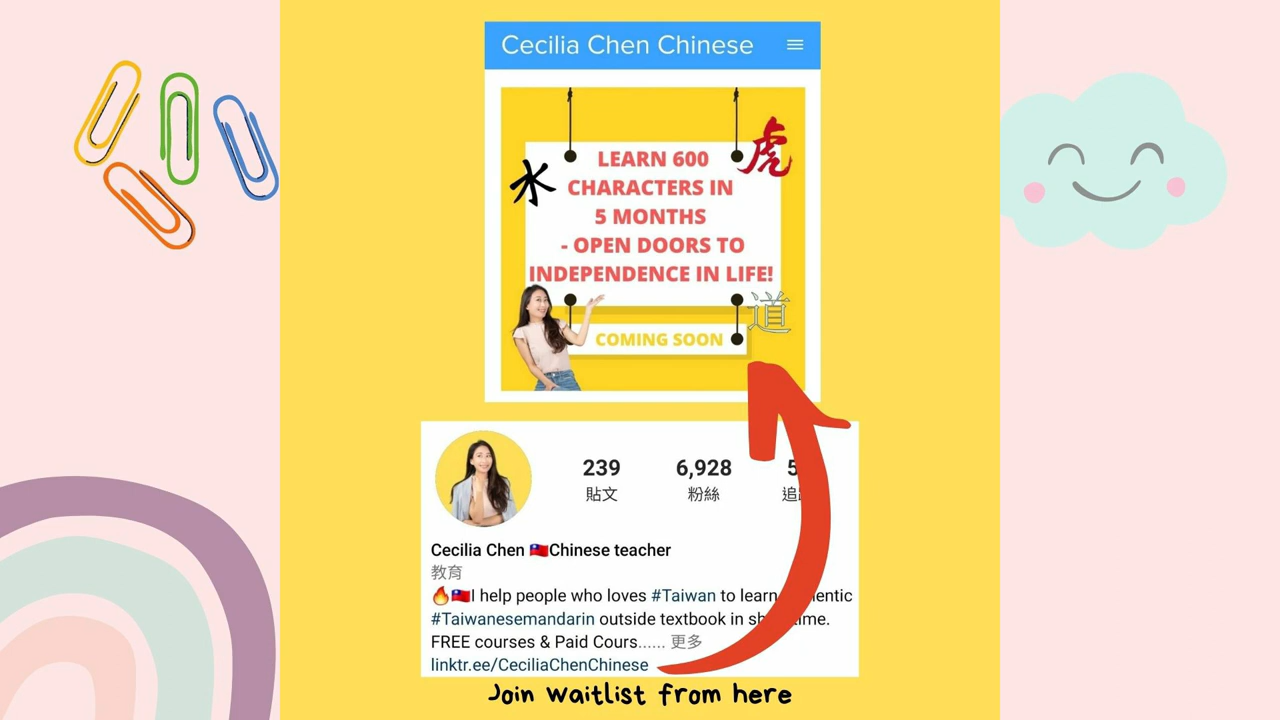 Cecilia Chen Chinese
水
虎
LEARN 600
CHARACTERS IN
5 MONTHS
- OPEN DOORS TO
INDEPENDENCE IN LIFE!
道
COMING SOON
239 6,928 5
貼文 粉絲 追
Cecilia Chen 🇹🇼Chinese teacher
教育
🔥🇹🇼I help people who loves #Taiwan to learn
#Taiwanesemandarin outside textbook in
FREE courses & Paid Cours...... 更多
linktr.ee/CeciliaChenChinese
Join waitlist from here